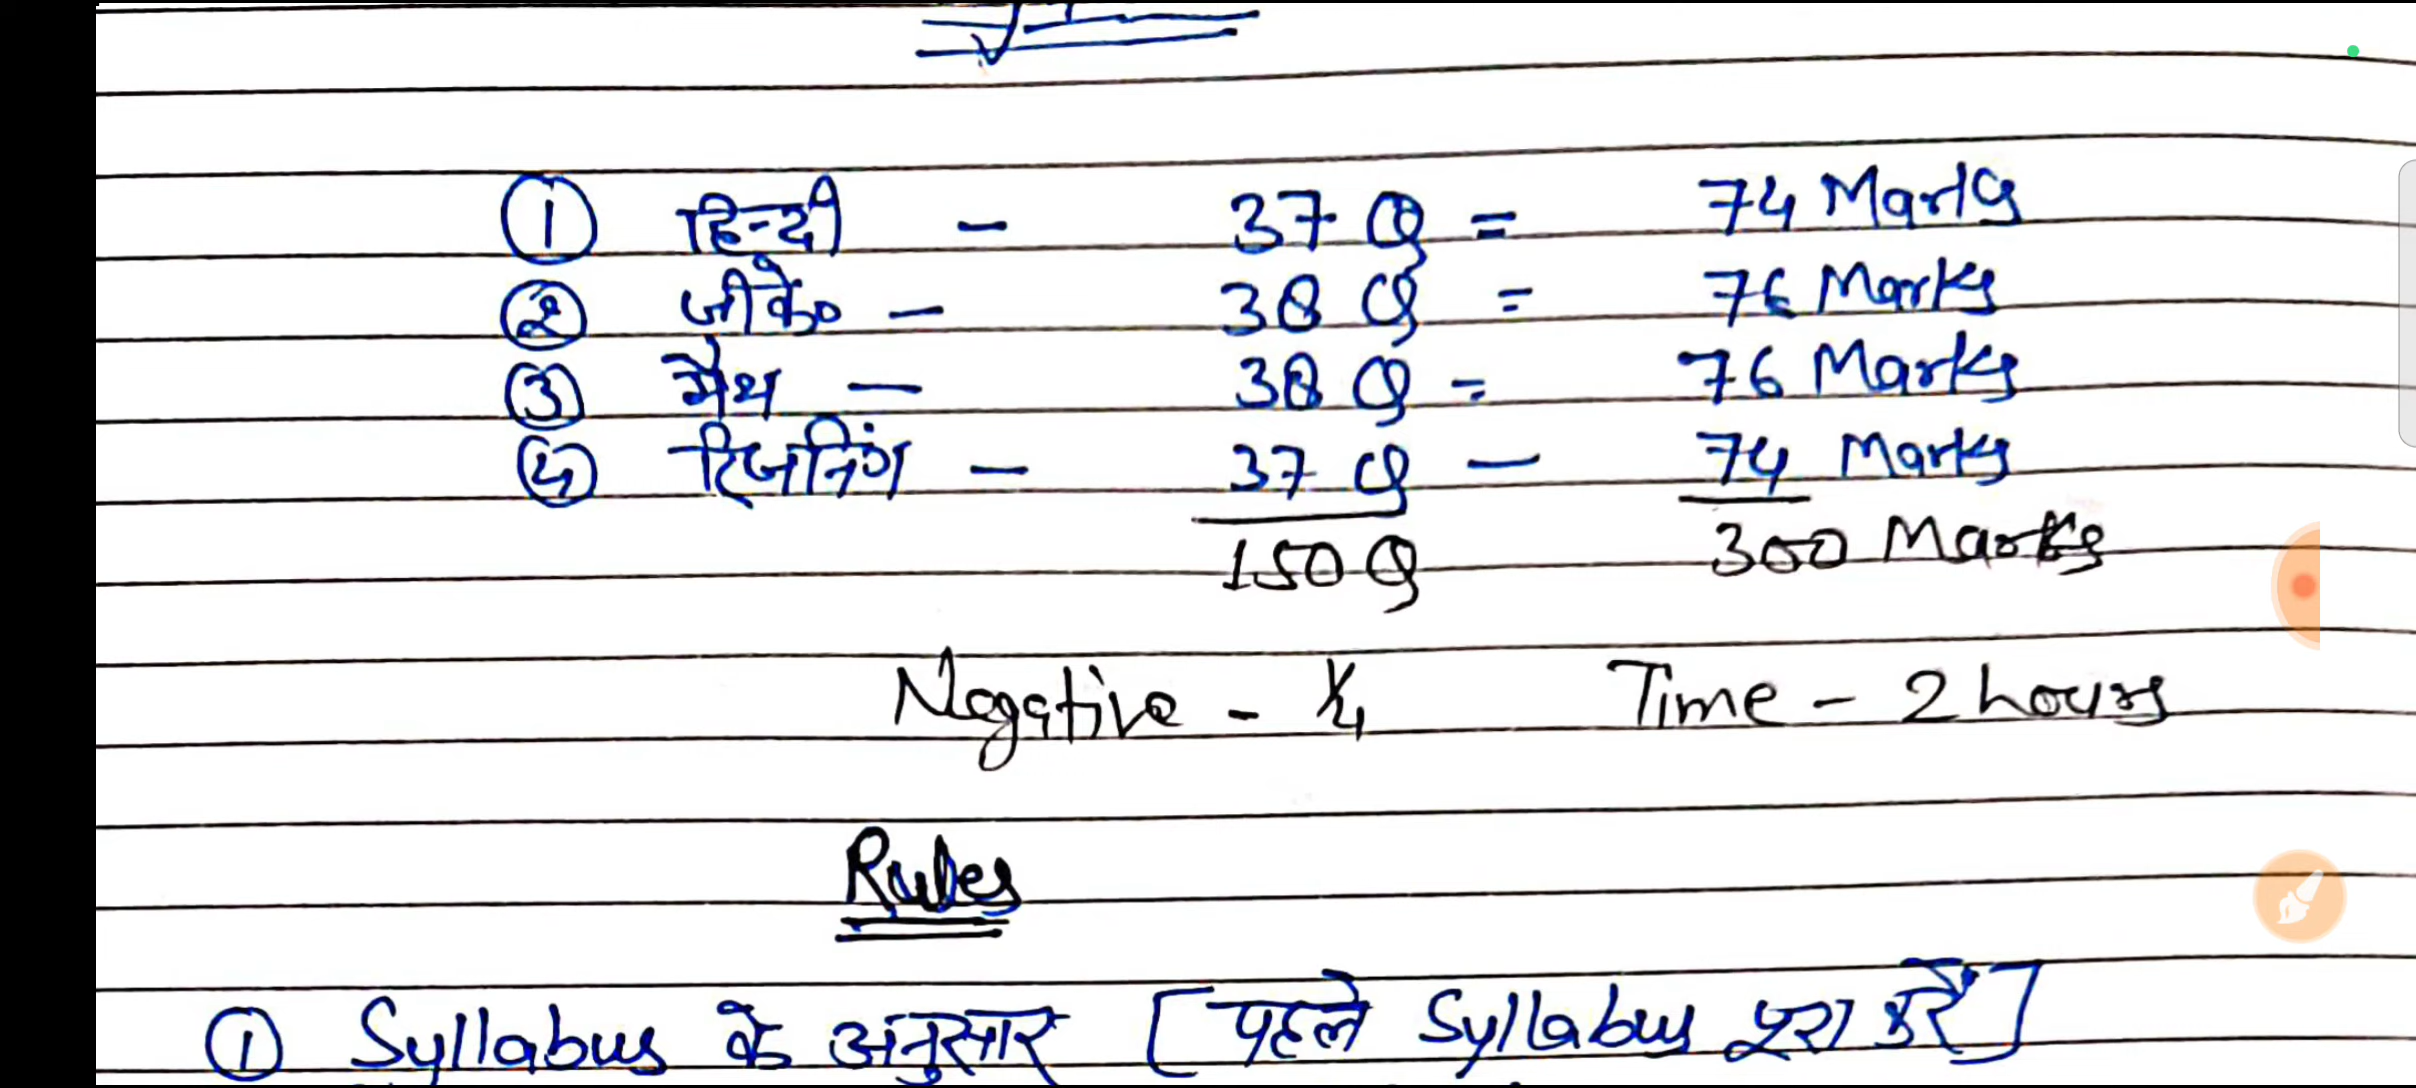 ① हिन्दी - 37 Q = 74 Marks
② जीके० - 38 Q = 76 Marks
③ मैथ - 38 Q = 76 Marks
④ रिजनिंग - 37 Q - 74 Marks
150 Q 300 Marks
Negative - 1/4 Time - 2 hours
Rules
① Syllabus के अनुसार [पहले Syllabus पूरा करें]